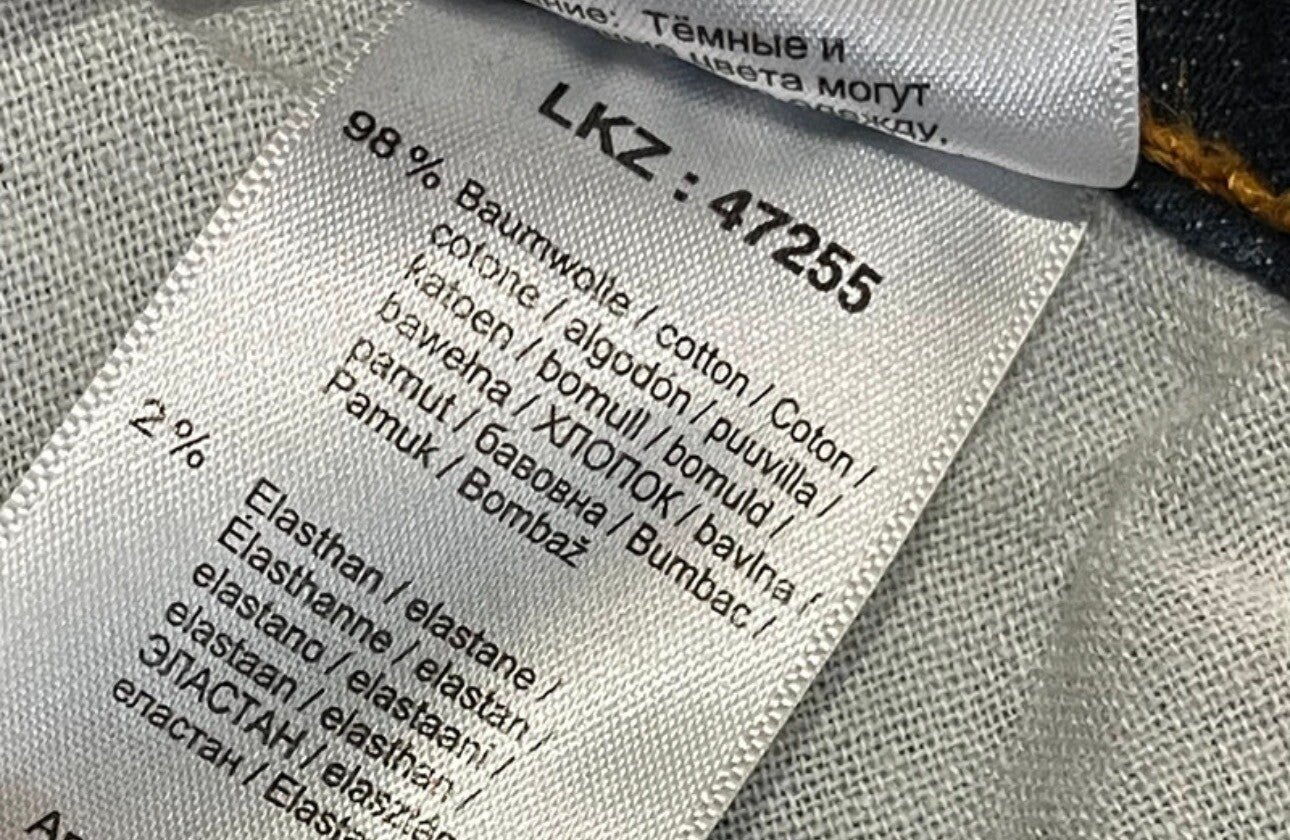 Тёмные и
цвета могут
одежду.
LKZ : 47255
98 % Baumwolle / cotton / Coton /
cotone / algodón / puuvilla /
katoen / bomull / bomuld /
bawełna / ХЛОПОК / bavlna /
pamut / бавовна / Bumbac /
Pamuk / Bombaž
2 % Elasthan / elastane /
Élasthanne / elastan /
elastano / elastaani /
elastaan / elasthan /
ЭЛАСТАН / elasztán
еластан /